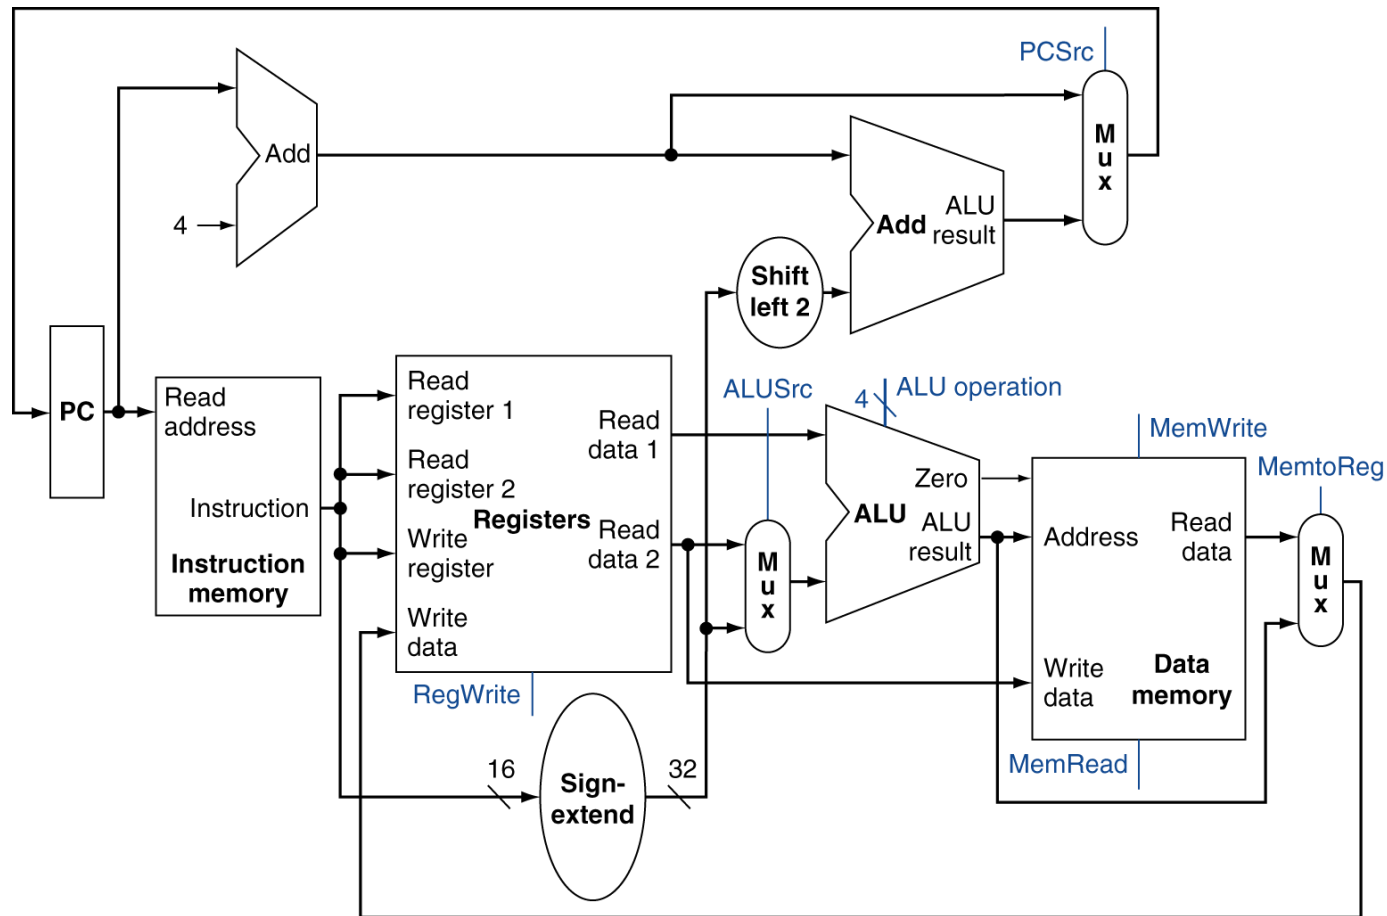 PCSrc
Add
4
M
u
x
Add
ALU
result
Shift
left 2
PC
Read
address
Instruction
Instruction
memory
Read
register 1
Read
register 2
Write
register
Write
data
Registers
Read
data 1
Read
data 2
RegWrite
16
Sign-
extend
32
ALUSrc
M
u
x
4
ALU operation
Zero
ALU
ALU
result
MemWrite
Address
Read
data
Write
data
Data
memory
MemRead
MemtoReg
M
u
x